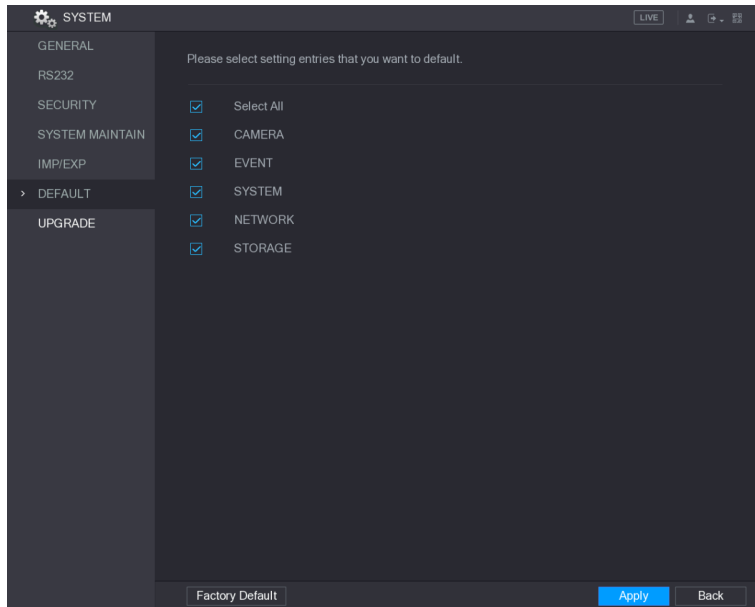 SYSTEM
LIVE
GENERAL
RS232
SECURITY
SYSTEM MAINTAIN
IMP/EXP
DEFAULT
UPGRADE
Please select setting entries that you want to default.
Select All
CAMERA
EVENT
SYSTEM
NETWORK
STORAGE
Factory Default
Apply
Back